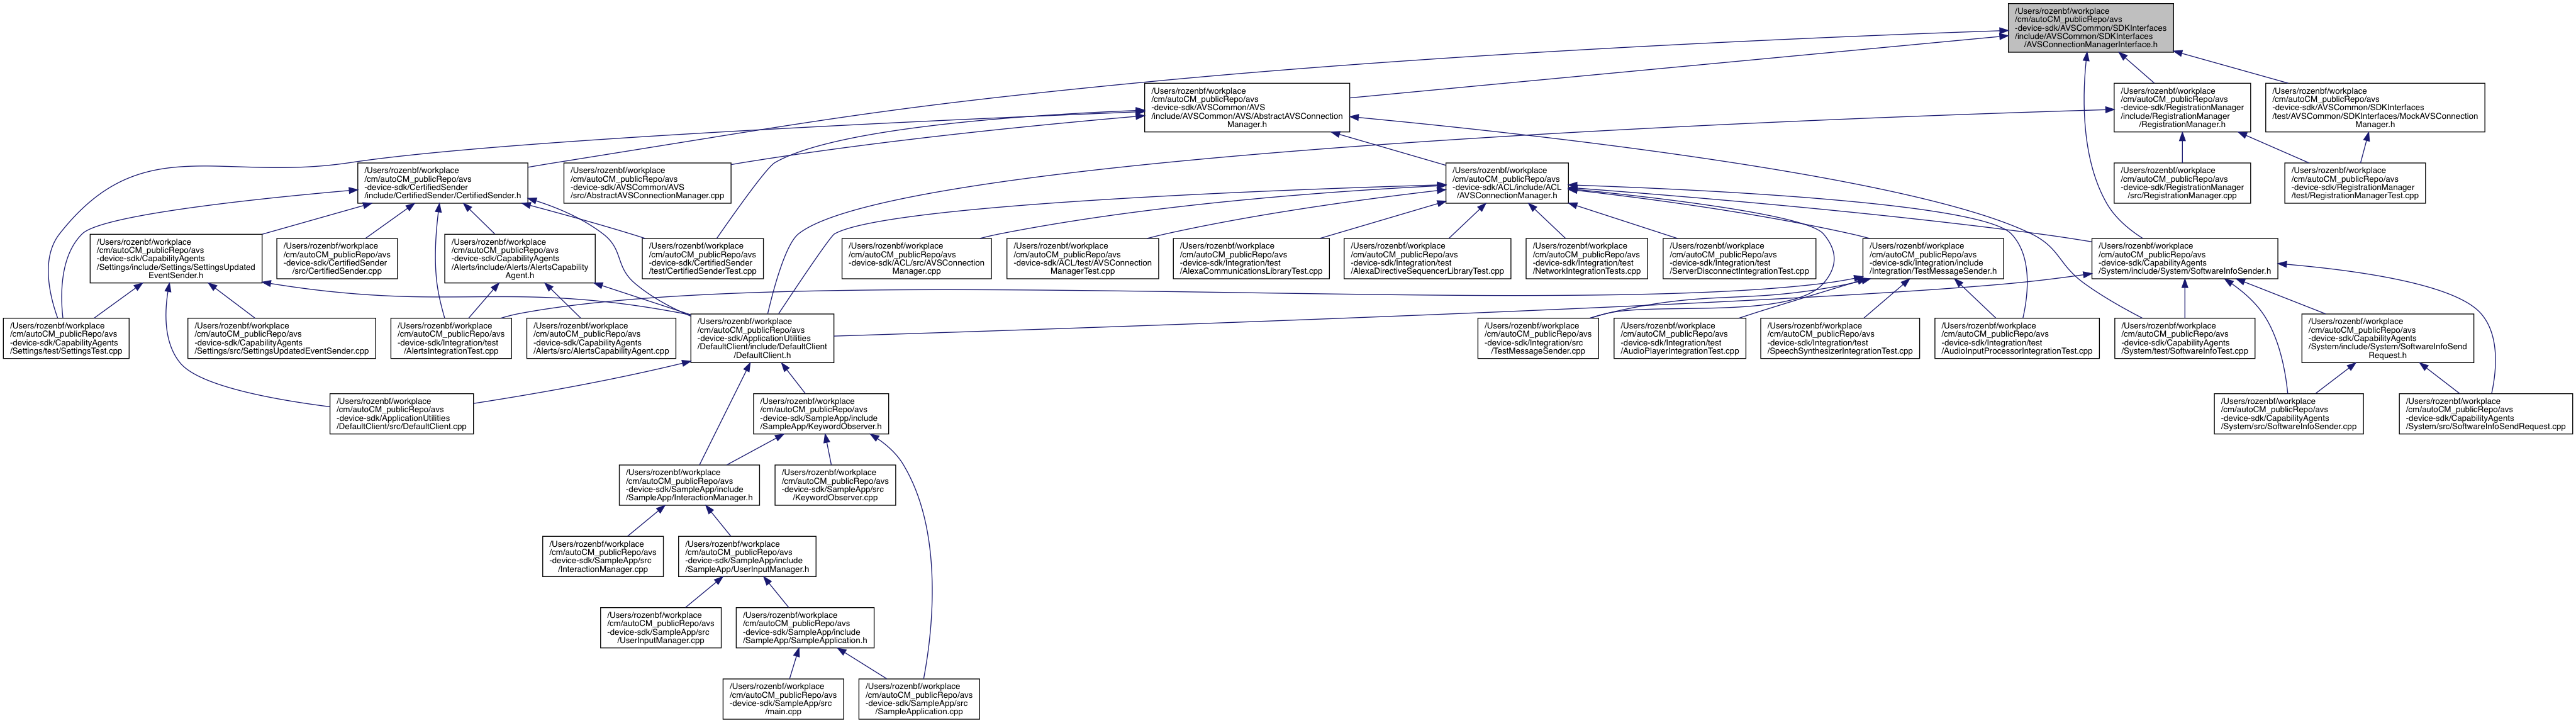 /Users/rozenbf/workplace
/cm/autoCM_publicRepo/avs
-device-sdk/AVSCommon/SDKInterfaces
/include/AVSCommon/SDKInterfaces
/AVSConnectionManagerInterface.h
/Users/rozenbf/workplace
/cm/autoCM_publicRepo/avs
-device-sdk/AVSCommon/AVS
/include/AVSCommon/AVS/AbstractAVSConnection
Manager.h
/Users/rozenbf/workplace
/cm/autoCM_publicRepo/avs
-device-sdk/RegistrationManager
/include/RegistrationManager
/RegistrationManager.h
/Users/rozenbf/workplace
/cm/autoCM_publicRepo/avs
-device-sdk/AVSCommon/SDKInterfaces
/test/AVSCommon/SDKInterfaces/MockAVSConnection
Manager.h
/Users/rozenbf/workplace
/cm/autoCM_publicRepo/avs
-device-sdk/CertifiedSender
/include/CertifiedSender/CertifiedSender.h
/Users/rozenbf/workplace
/cm/autoCM_publicRepo/avs
-device-sdk/AVSCommon/AVS
/src/AbstractAVSConnectionManager.cpp
/Users/rozenbf/workplace
/cm/autoCM_publicRepo/avs
-device-sdk/ACL/include/ACL
/AVSConnectionManager.h
/Users/rozenbf/workplace
/cm/autoCM_publicRepo/avs
-device-sdk/RegistrationManager
/src/RegistrationManager.cpp
/Users/rozenbf/workplace
/cm/autoCM_publicRepo/avs
-device-sdk/RegistrationManager
/test/RegistrationManagerTest.cpp
/Users/rozenbf/workplace
/cm/autoCM_publicRepo/avs
-device-sdk/CapabilityAgents
/Settings/include/Settings/SettingsUpdated
EventSender.h
/Users/rozenbf/workplace
/cm/autoCM_publicRepo/avs
-device-sdk/CertifiedSender
/src/CertifiedSender.cpp
/Users/rozenbf/workplace
/cm/autoCM_publicRepo/avs
-device-sdk/CapabilityAgents
/Alerts/include/Alerts/AlertsCapability
Agent.h
/Users/rozenbf/workplace
/cm/autoCM_publicRepo/avs
-device-sdk/CertifiedSender
/test/CertifiedSenderTest.cpp
/Users/rozenbf/workplace
/cm/autoCM_publicRepo/avs
-device-sdk/ACL/src/AVSConnection
Manager.cpp
/Users/rozenbf/workplace
/cm/autoCM_publicRepo/avs
-device-sdk/ACL/test/AVSConnection
ManagerTest.cpp
/Users/rozenbf/workplace
/cm/autoCM_publicRepo/avs
-device-sdk/Integration/test
/AlexaCommunicationsLibraryTest.cpp
/Users/rozenbf/workplace
/cm/autoCM_publicRepo/avs
-device-sdk/Integration/test
/AlexaDirectiveSequencerLibraryTest.cpp
/Users/rozenbf/workplace
/cm/autoCM_publicRepo/avs
-device-sdk/Integration/test
/NetworkIntegrationTests.cpp
/Users/rozenbf/workplace
/cm/autoCM_publicRepo/avs
-device-sdk/Integration/test
/ServerDisconnectIntegrationTest.cpp
/Users/rozenbf/workplace
/cm/autoCM_publicRepo/avs
-device-sdk/Integration/include
/Integration/TestMessageSender.h
/Users/rozenbf/workplace
/cm/autoCM_publicRepo/avs
-device-sdk/CapabilityAgents
/System/include/System/SoftwareInfoSender.h
/Users/rozenbf/workplace
/cm/autoCM_publicRepo/avs
-device-sdk/CapabilityAgents
/Settings/test/SettingsTest.cpp
/Users/rozenbf/workplace
/cm/autoCM_publicRepo/avs
-device-sdk/CapabilityAgents
/Settings/src/SettingsUpdatedEventSender.cpp
/Users/rozenbf/workplace
/cm/autoCM_publicRepo/avs
-device-sdk/Integration/test
/AlertsIntegrationTest.cpp
/Users/rozenbf/workplace
/cm/autoCM_publicRepo/avs
-device-sdk/CapabilityAgents
/Alerts/src/AlertsCapabilityAgent.cpp
/Users/rozenbf/workplace
/cm/autoCM_publicRepo/avs
-device-sdk/ApplicationUtilities
/DefaultClient/include/DefaultClient
/DefaultClient.h
/Users/rozenbf/workplace
/cm/autoCM_publicRepo/avs
-device-sdk/Integration/src
/TestMessageSender.cpp
/Users/rozenbf/workplace
/cm/autoCM_publicRepo/avs
-device-sdk/Integration/test
/AudioPlayerIntegrationTest.cpp
/Users/rozenbf/workplace
/cm/autoCM_publicRepo/avs
-device-sdk/Integration/test
/SpeechSynthesizerIntegrationTest.cpp
/Users/rozenbf/workplace
/cm/autoCM_publicRepo/avs
-device-sdk/Integration/test
/AudioInputProcessorIntegrationTest.cpp
/Users/rozenbf/workplace
/cm/autoCM_publicRepo/avs
-device-sdk/CapabilityAgents
/System/test/SoftwareInfoTest.cpp
/Users/rozenbf/workplace
/cm/autoCM_publicRepo/avs
-device-sdk/CapabilityAgents
/System/include/System/SoftwareInfoSend
Request.h
/Users/rozenbf/workplace
/cm/autoCM_publicRepo/avs
-device-sdk/ApplicationUtilities
/DefaultClient/src/DefaultClient.cpp
/Users/rozenbf/workplace
/cm/autoCM_publicRepo/avs
-device-sdk/SampleApp/include
/SampleApp/KeywordObserver.h
/Users/rozenbf/workplace
/cm/autoCM_publicRepo/avs
-device-sdk/CapabilityAgents
/System/src/SoftwareInfoSender.cpp
/Users/rozenbf/workplace
/cm/autoCM_publicRepo/avs
-device-sdk/CapabilityAgents
/System/src/SoftwareInfoSendRequest.cpp
/Users/rozenbf/workplace
/cm/autoCM_publicRepo/avs
-device-sdk/SampleApp/include
/SampleApp/InteractionManager.h
/Users/rozenbf/workplace
/cm/autoCM_publicRepo/avs
-device-sdk/SampleApp/src
/KeywordObserver.cpp
/Users/rozenbf/workplace
/cm/autoCM_publicRepo/avs
-device-sdk/SampleApp/src
/InteractionManager.cpp
/Users/rozenbf/workplace
/cm/autoCM_publicRepo/avs
-device-sdk/SampleApp/include
/SampleApp/UserInputManager.h
/Users/rozenbf/workplace
/cm/autoCM_publicRepo/avs
-device-sdk/SampleApp/src
/UserInputManager.cpp
/Users/rozenbf/workplace
/cm/autoCM_publicRepo/avs
-device-sdk/SampleApp/include
/SampleApp/SampleApplication.h
/Users/rozenbf/workplace
/cm/autoCM_publicRepo/avs
-device-sdk/SampleApp/src
/main.cpp
/Users/rozenbf/workplace
/cm/autoCM_publicRepo/avs
-device-sdk/SampleApp/src
/SampleApplication.cpp